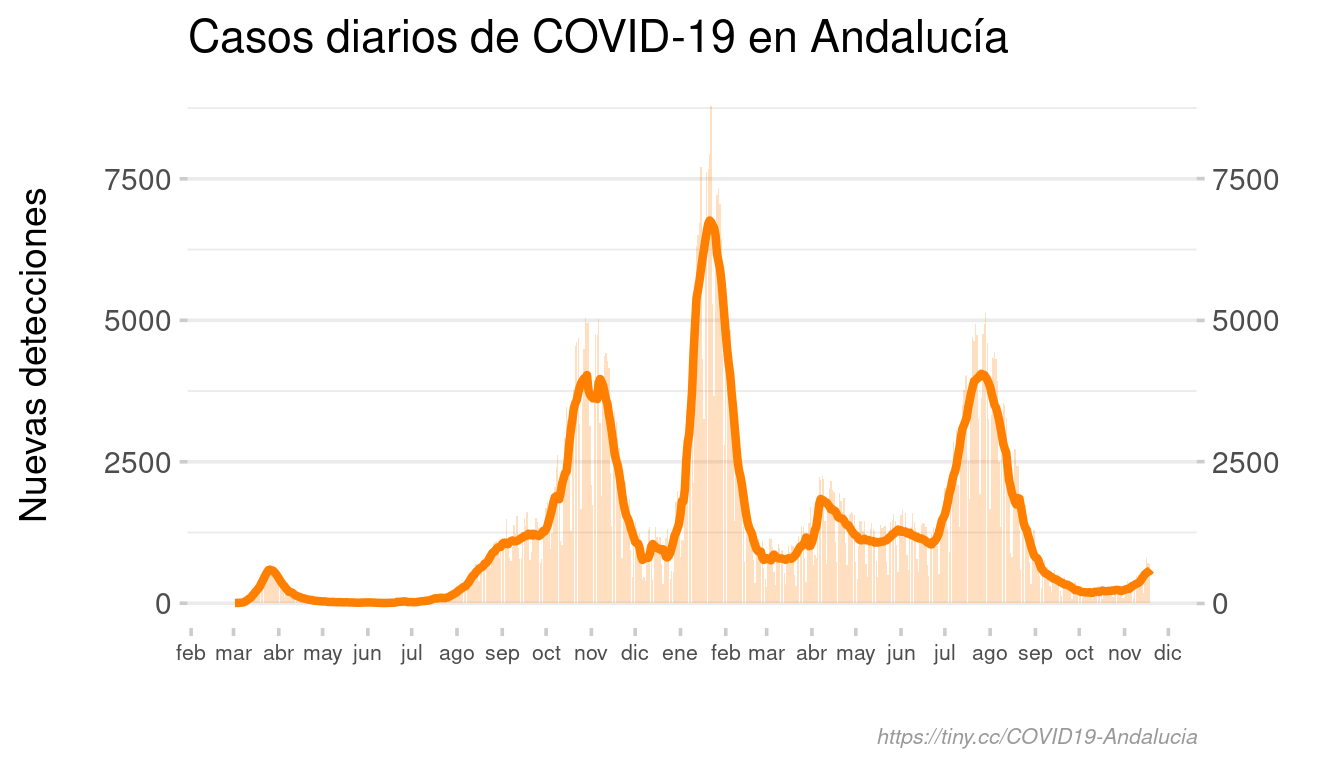 Casos diarios de COVID-19 en Andalucía
Nuevas detecciones
7500 7500
5000 5000
2500 2500
0 0
feb mar abr may jun jul ago sep oct nov dic ene feb mar abr may jun jul ago sep oct nov dic
https://tiny.cc/COVID19-Andalucia